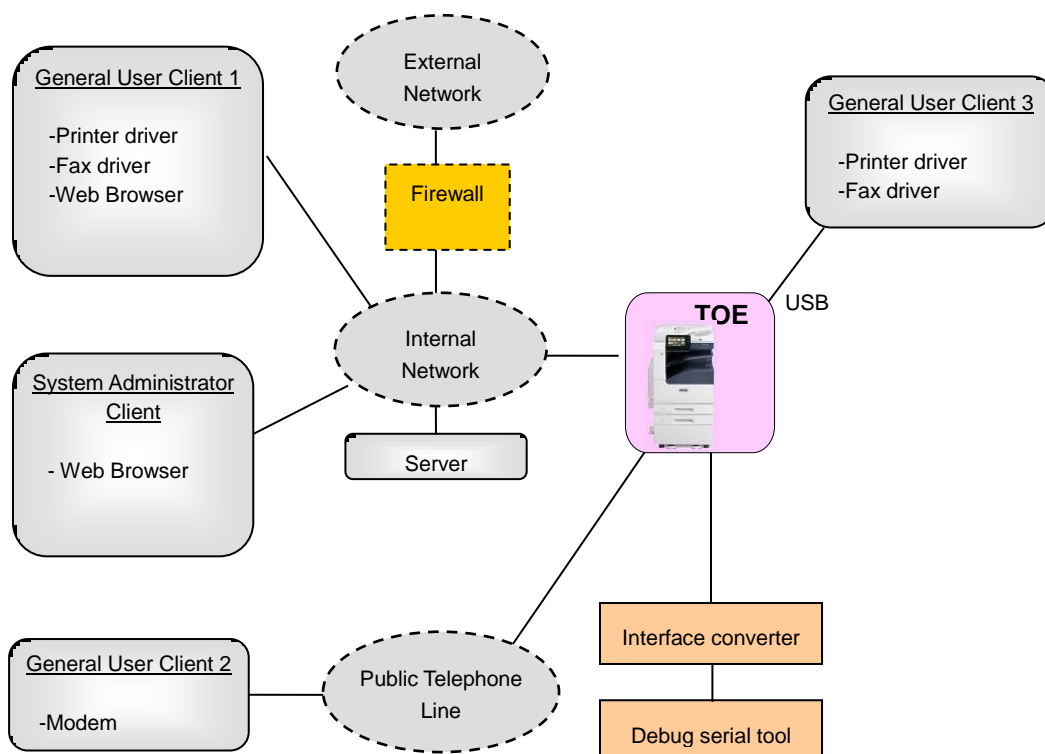 General User Client 1
-Printer driver
-Fax driver
-Web Browser
External
Network
General User Client 3
-Printer driver
-Fax driver
Firewall
USB
TOE
Internal
Network
System Administrator
Client
- Web Browser
Server
Interface converter
General User Client 2
-Modem
Public Telephone
Line
Debug serial tool